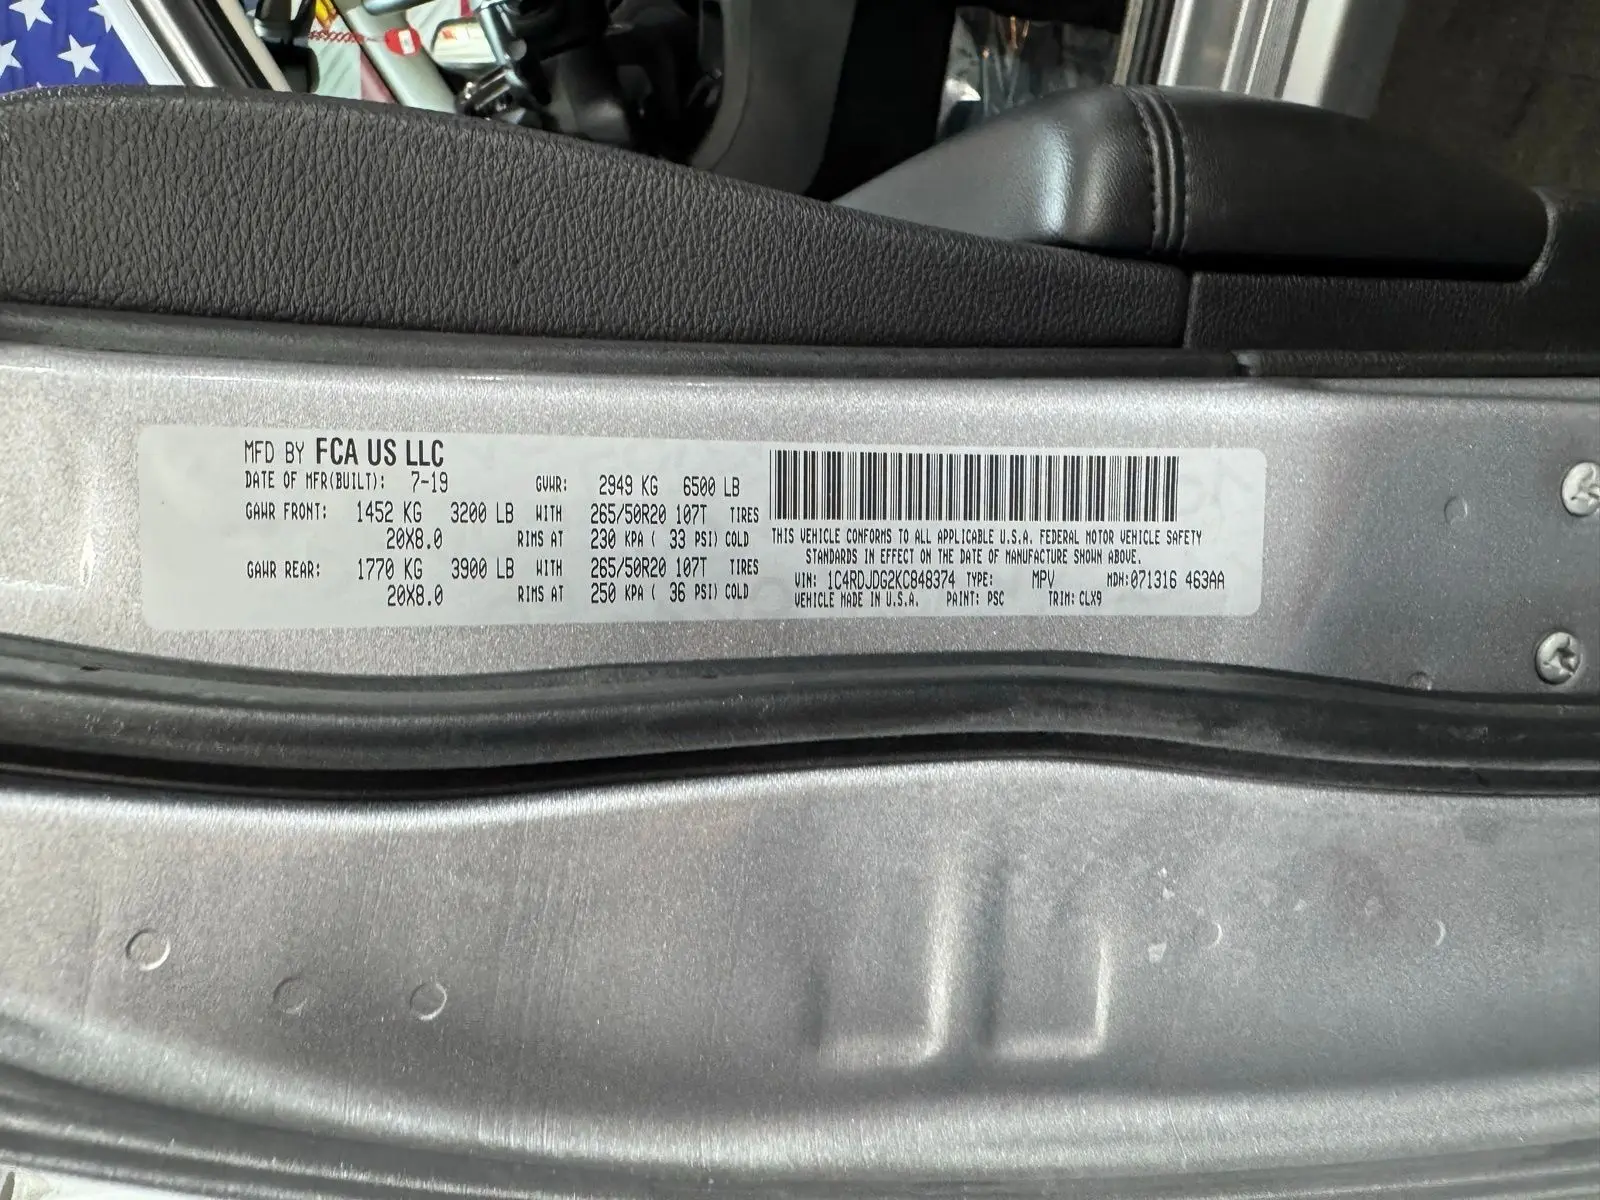 MFD BY FCA US LLC
DATE OF MFR(BUILT): 7-19 GVWR: 2949 KG 6500 LB
GAWR FRONT: 1452 KG 3200 LB WITH 265/50R20 107T TIRES
20X8.0 RIMS AT 230 KPA ( 33 PSI) COLD
GAWR REAR: 1770 KG 3900 LB WITH 265/50R20 107T TIRES
20X8.0 RIMS AT 250 KPA ( 36 PSI) COLD
THIS VEHICLE CONFORMS TO ALL APPLICABLE U.S.A. FEDERAL MOTOR VEHICLE SAFETY
STANDARDS IN EFFECT ON THE DATE OF MANUFACTURE SHOWN ABOVE.
VIN: 1C4RDJDG2KC848374 TYPE: MPV MDH:071316 463AA
VEHICLE MADE IN U.S.A. PAINT: PSC TRIM: CLX9